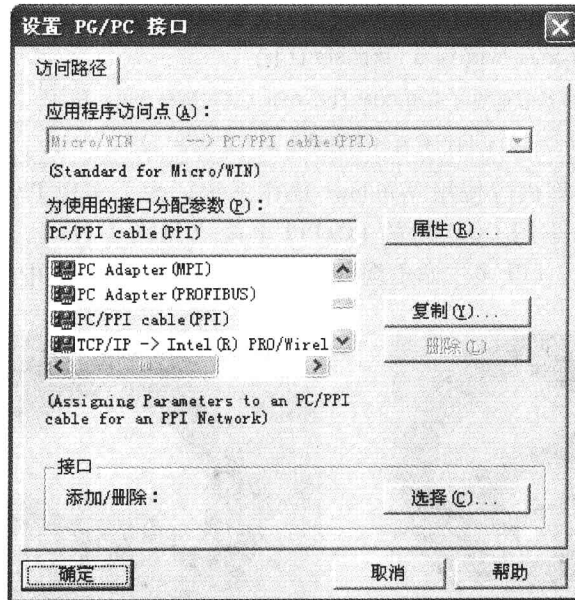 设置 PG/PC 接口
访问路径
应用程序访问点(A)：
Micro/WIN --> PC/PPI cable(PPI)
(Standard for Micro/WIN)
为使用的接口分配参数(P)：
PC/PPI cable(PPI)
属性(R)...
PC Adapter(MPI)
PC Adapter(PROFIBUS)
PC/PPI cable(PPI)
复制(Y)...
TCP/IP -> Intel(R) PRO/Wirel
删除(L)
(Assigning Parameters to an PC/PPI
cable for an PPI Network)
接口
添加/删除：
选择(C)...
确定
取消
帮助